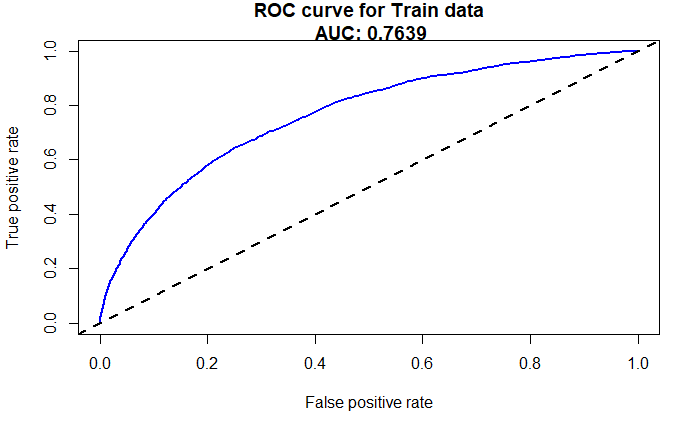 ROC curve for Train data
AUC: 0.7639
True positive rate
1.0
0.8
0.6
0.4
0.2
0.0
0.0 0.2 0.4 0.6 0.8 1.0
False positive rate